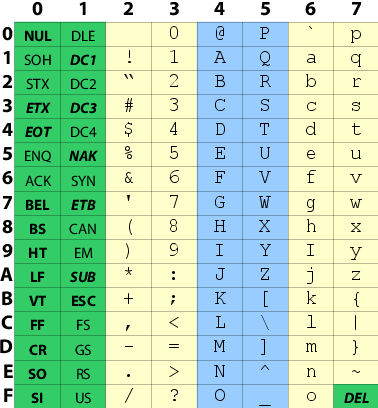 0 1 2 3 4 5 6 7
0 NUL DLE 0 @ P ` p
1 SOH DC1 ! 1 A Q a q
2 STX DC2 “ 2 B R b r
3 ETX DC3 # 3 C S c s
4 EOT DC4 $ 4 D T d t
5 ENQ NAK % 5 E U e u
6 ACK SYN & 6 F V f v
7 BEL ETB ' 7 G W g w
8 BS CAN ( 8 H X h x
9 HT EM ) 9 I Y I y
A LF SUB * : J Z j z
B VT ESC + ; K [ k {
C FF FS , < L \ l |
D CR GS - = M ] m }
E SO RS . > N ^ n ~
F SI US / ? O _ o DEL